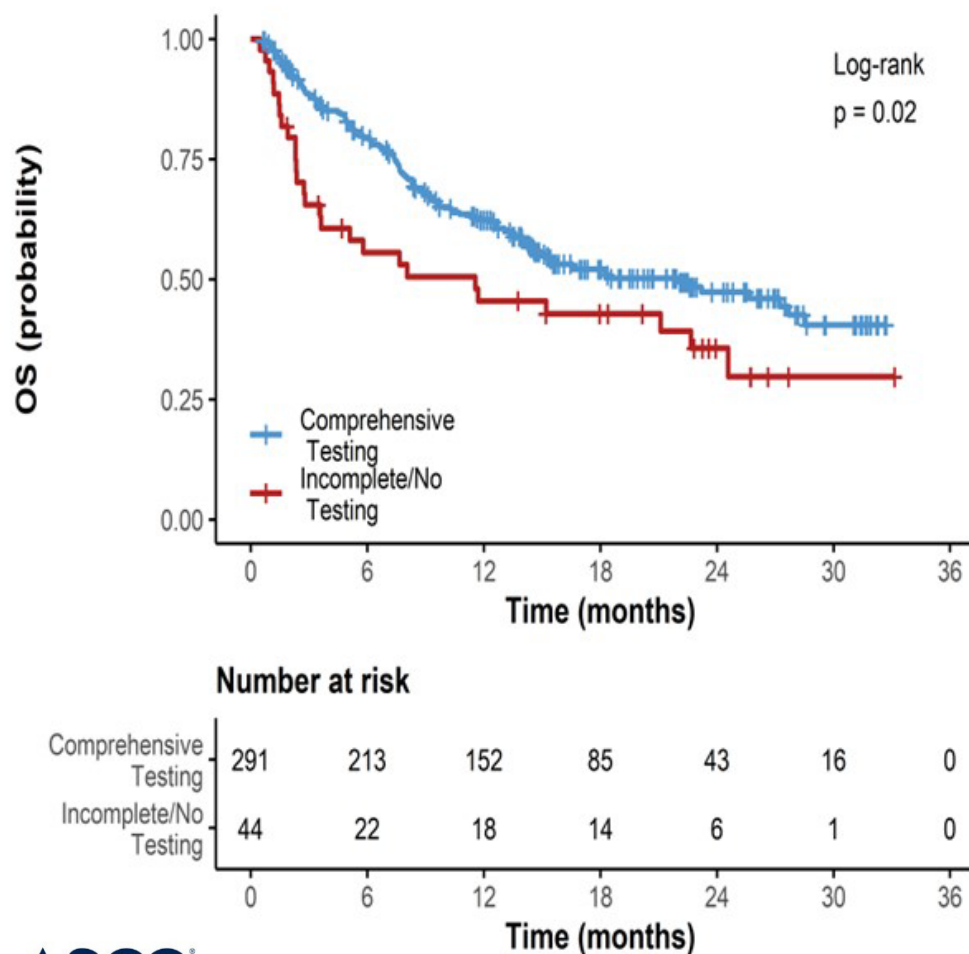 OS (probability)
1.00
0.75
0.50
0.25
0.00
Log-rank
p = 0.02
Comprehensive
Testing
Incomplete/No
Testing
0 6 12 18 24 30 36
Time (months)
Number at risk
Comprehensive
Testing
291 213 152 85 43 16 0
Incomplete/No
Testing
44 22 18 14 6 1 0
0 6 12 18 24 30 36
Time (months)